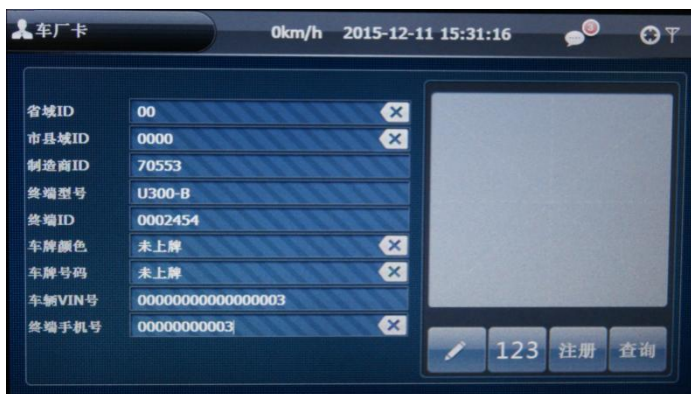 车厂卡 0km/h 2015-12-11 15:31:16
省域ID 00
市县域ID 0000
制造商ID 70553
终端型号 U300-B
终端ID 0002454
车牌颜色 未上牌
车牌号码 未上牌
车辆VIN号 00000000000000003
终端手机号 00000000003
123 注册 查询